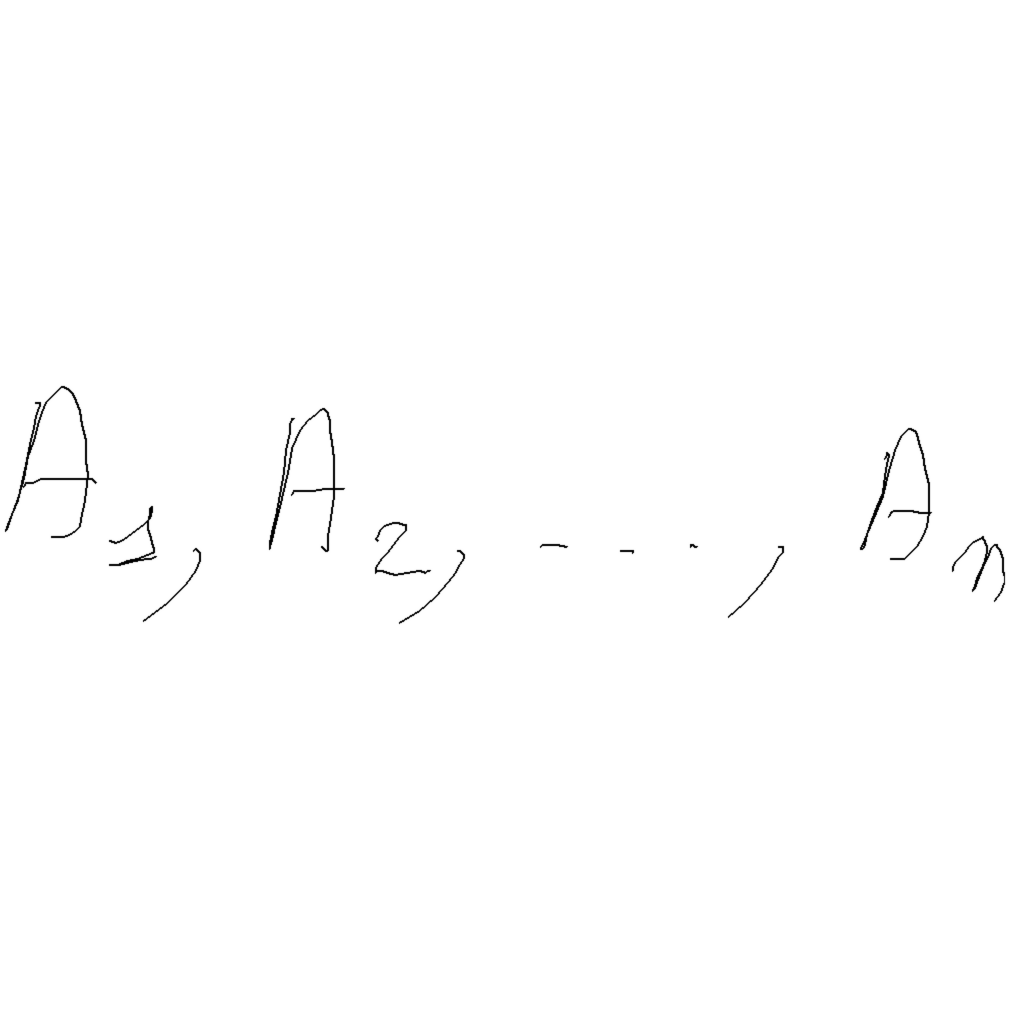 A₁, A₂, ..., Aₙ